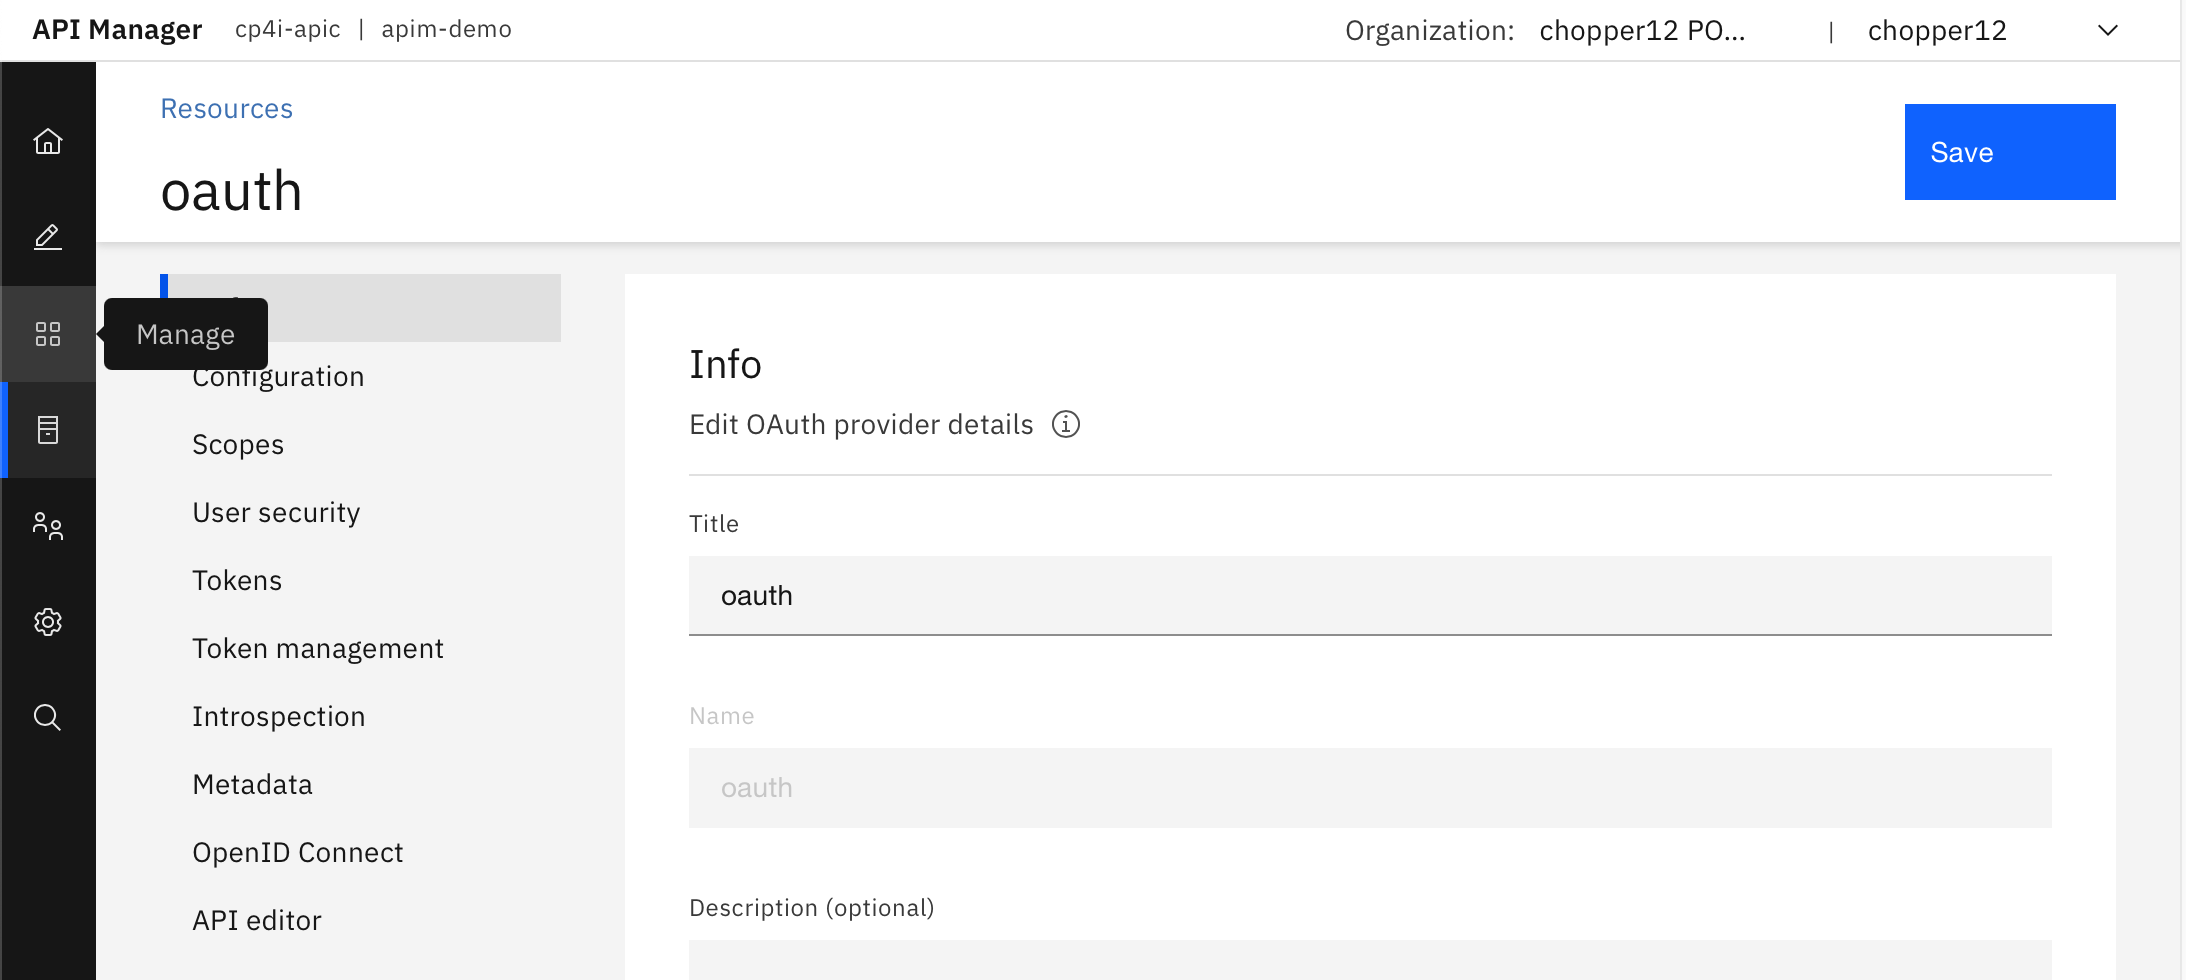 API Manager cp4i-apic | apim-demo Organization: chopper12 PO... | chopper12
Resources
oauth
Save
Manage
Configuration
Scopes
User security
Tokens
Token management
Introspection
Metadata
OpenID Connect
API editor
Info
Edit OAuth provider details
Title
oauth
Name
oauth
Description (optional)